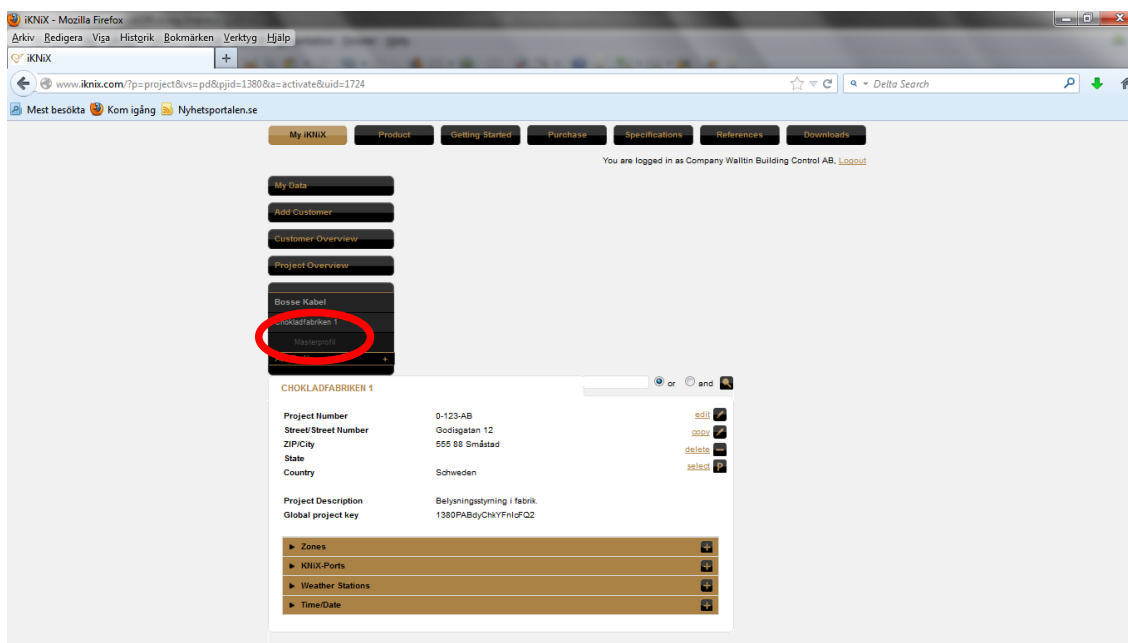 iKNiX - Mozilla Firefox
Arkiv Redigera Visa Historik Bokmärken Verktyg Hjälp
iKNiX +
www.iknix.com/?p=project&vs=pd&pjid=1380&a=activate&uid=1724 Delta Search
Mest besökta Kom igång Nyhetsportalen.se
My iKNiX Product Getting Started Purchase Specifications References Downloads
You are logged in as Company Walltin Building Control AB, Logout
My Data
Add Customer
Customer Overview
Project Overview
Bosse Kabel
Chokladfabriken 1
Masterprofil
+
or and
CHOKLADFABRIKEN 1
Project Number 0-123-AB edit
Street/Street Number Godisgatan 12 copy
ZIP/City 555 88 Småstad delete
State
Country Schweden select
Project Description Belysningsstyrning i fabrik.
Global project key
Zones
KNiX-Ports
Weather Stations
Time/Date